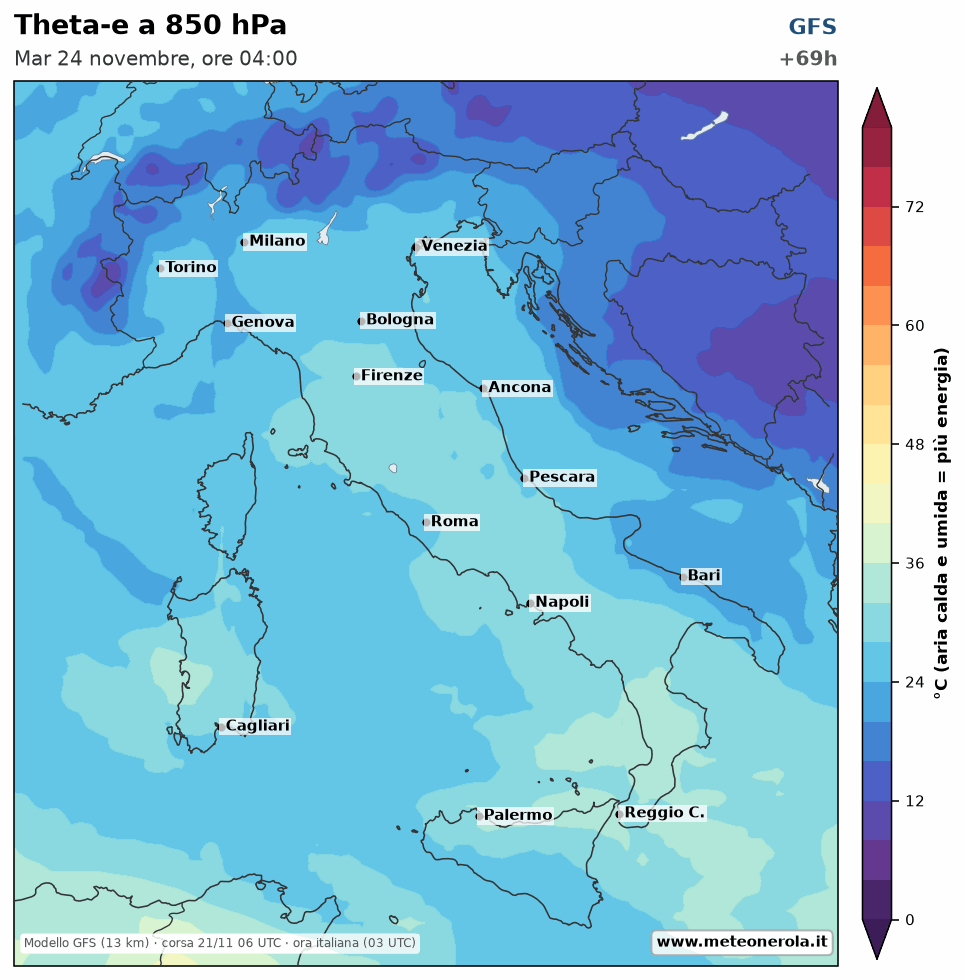 Theta-e a 850 hPa
GFS
Mar 24 novembre, ore 04:00
+69h
Milano
Venezia
Torino
Genova
Bologna
Firenze
Ancona
Pescara
Roma
Bari
Napoli
Cagliari
Palermo
Reggio C.
72
60
48
36
24
12
0
°C (aria calda e umida = più energia)
Modello GFS (13 km) · corsa 21/11 06 UTC · ora italiana (03 UTC)
www.meteonerola.it